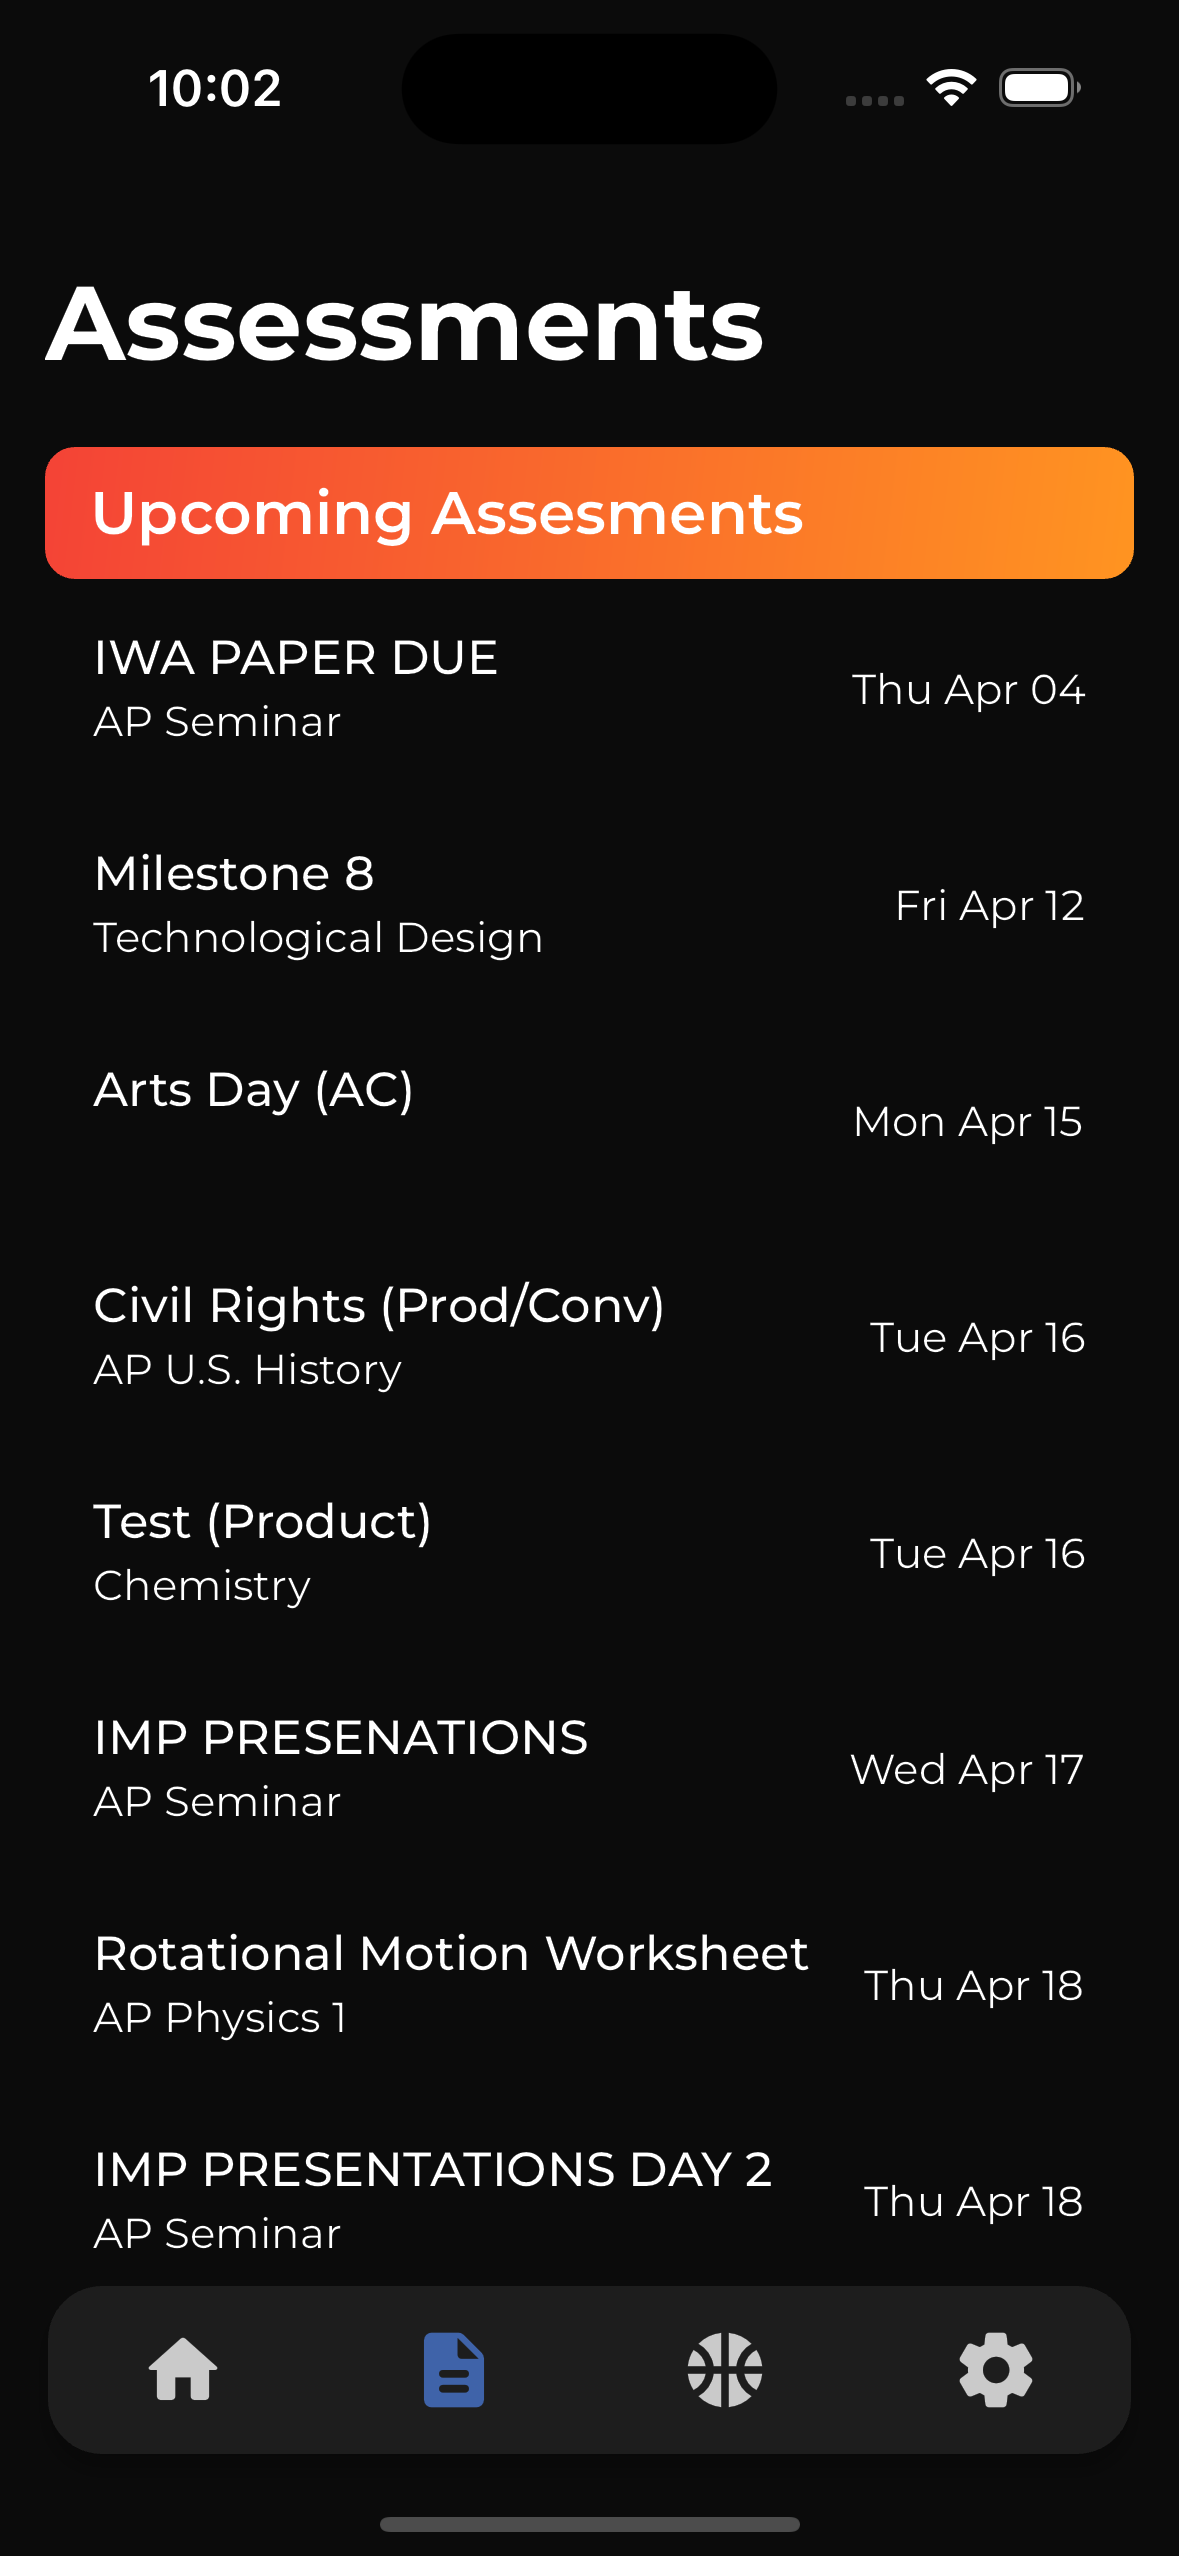 10:02
Assessments
Upcoming Assesments
IWA PAPER DUE
AP Seminar
Thu Apr 04
Milestone 8
Technological Design
Fri Apr 12
Arts Day (AC)
Mon Apr 15
Civil Rights (Prod/Conv)
AP U.S. History
Tue Apr 16
Test (Product)
Chemistry
Tue Apr 16
IMP PRESENATIONS
AP Seminar
Wed Apr 17
Rotational Motion Worksheet
AP Physics 1
Thu Apr 18
IMP PRESENTATIONS DAY 2
AP Seminar
Thu Apr 18